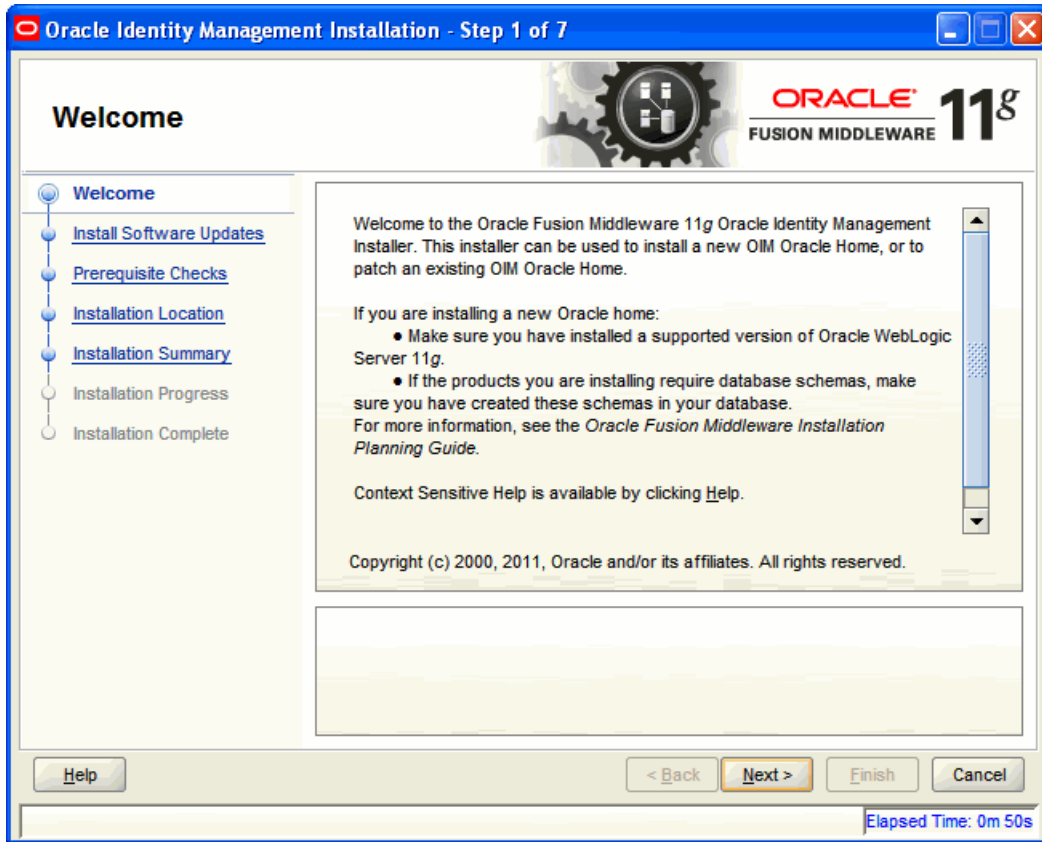 Oracle Identity Management Installation - Step 1 of 7
Welcome
ORACLE®
FUSION MIDDLEWARE
11g
Welcome
Install Software Updates
Prerequisite Checks
Installation Location
Installation Summary
Installation Progress
Installation Complete
Welcome to the Oracle Fusion Middleware 11g Oracle Identity Management
Installer. This installer can be used to install a new OIM Oracle Home, or to
patch an existing OIM Oracle Home.
If you are installing a new Oracle home:
● Make sure you have installed a supported version of Oracle WebLogic
Server 11g.
● If the products you are installing require database schemas, make
sure you have created these schemas in your database.
For more information, see the Oracle Fusion Middleware Installation
Planning Guide.
Context Sensitive Help is available by clicking Help.
Copyright (c) 2000, 2011, Oracle and/or its affiliates. All rights reserved.
Help
< Back
Next >
Finish
Cancel
Elapsed Time: 0m 50s